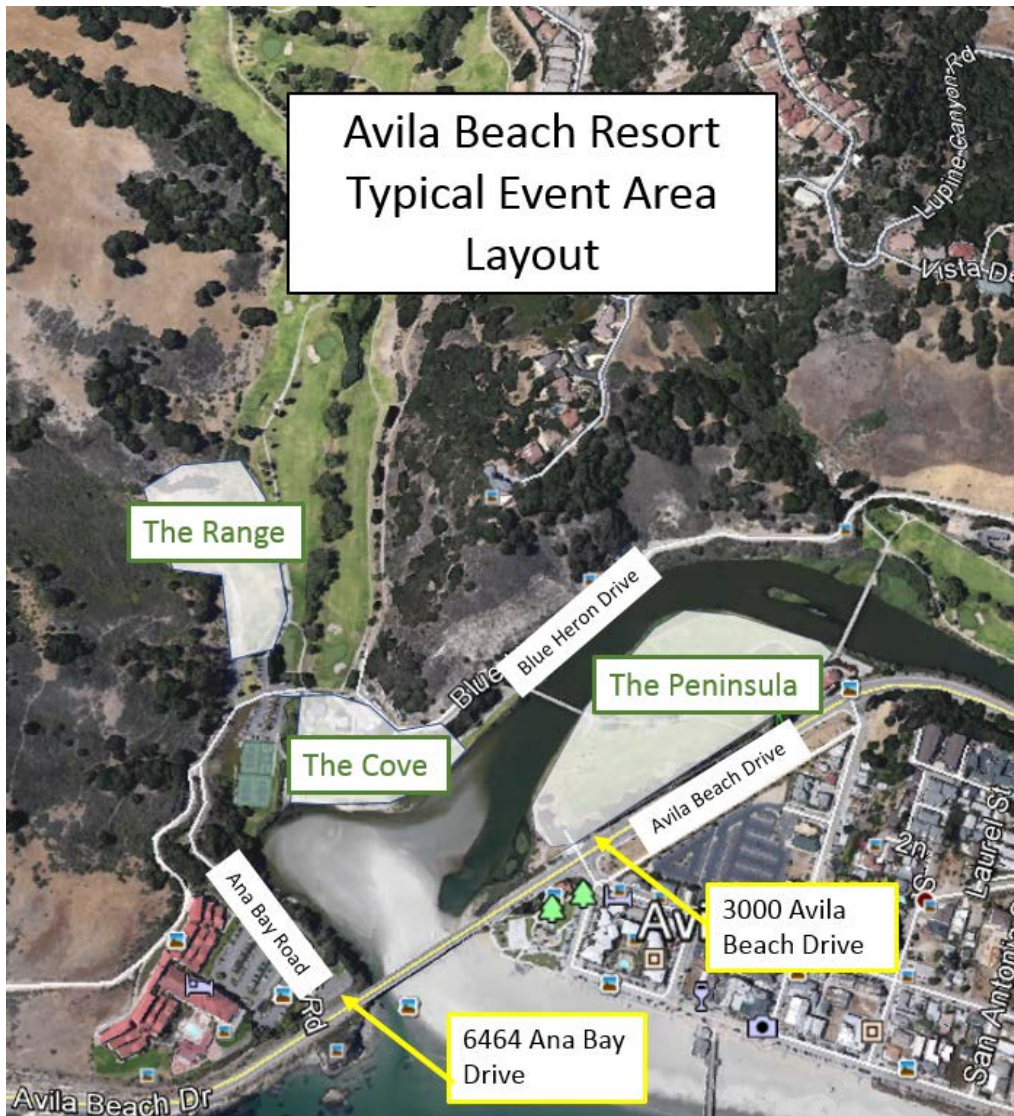 Avila Beach Resort
Typical Event Area
Layout
Lupine Canyon Rd
Vista De
The Range
Blue Heron Drive
Blue
The Peninsula
The Cove
Avila Beach Drive
Laurel St
2n
S
Ana Bay Road
Av
3000 Avila
Beach Drive
San Antonio
Rd
6464 Ana Bay
Drive
Avila Beach Dr